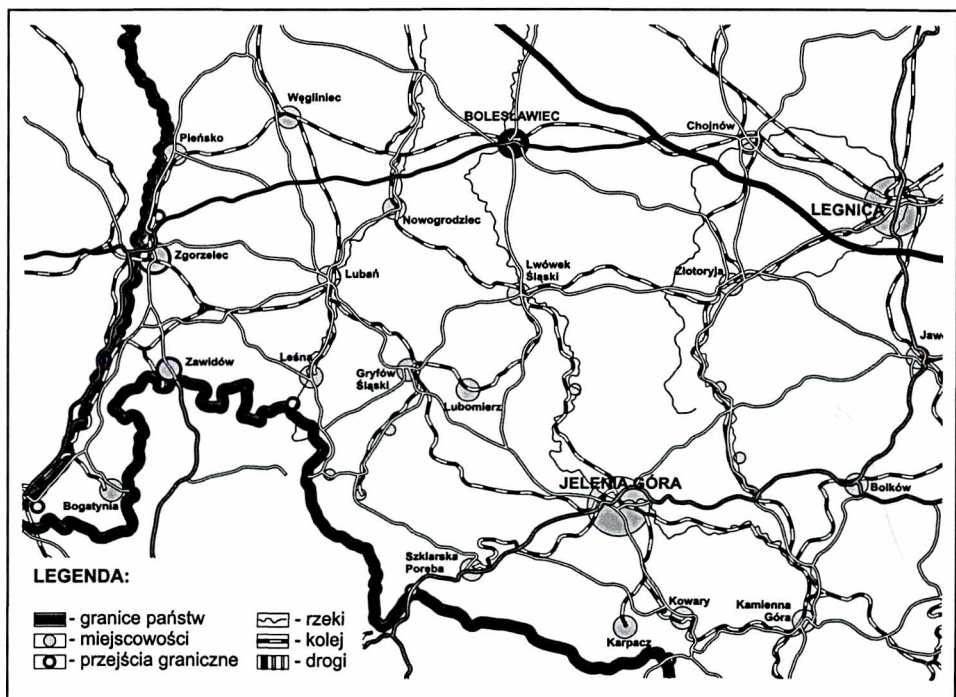 Węgliniec
BOLESŁAWIEC
Chojnów
Pieńsko
LEGNICA
Nowogrodziec
Zgorzelec
Lubań
Lwówek
Śląski
Złotoryja
Jawo
Zawidów
Leśna
Gryfów
Śląski
Lubomierz
JELENIA GÓRA
Bolków
Bogatynia
Szklarska
Poręba
Kowary
Kamienna
Góra
Karpacz
LEGENDA:
- granice państw
- miejscowości
- przejścia graniczne
- rzeki
- kolej
- drogi